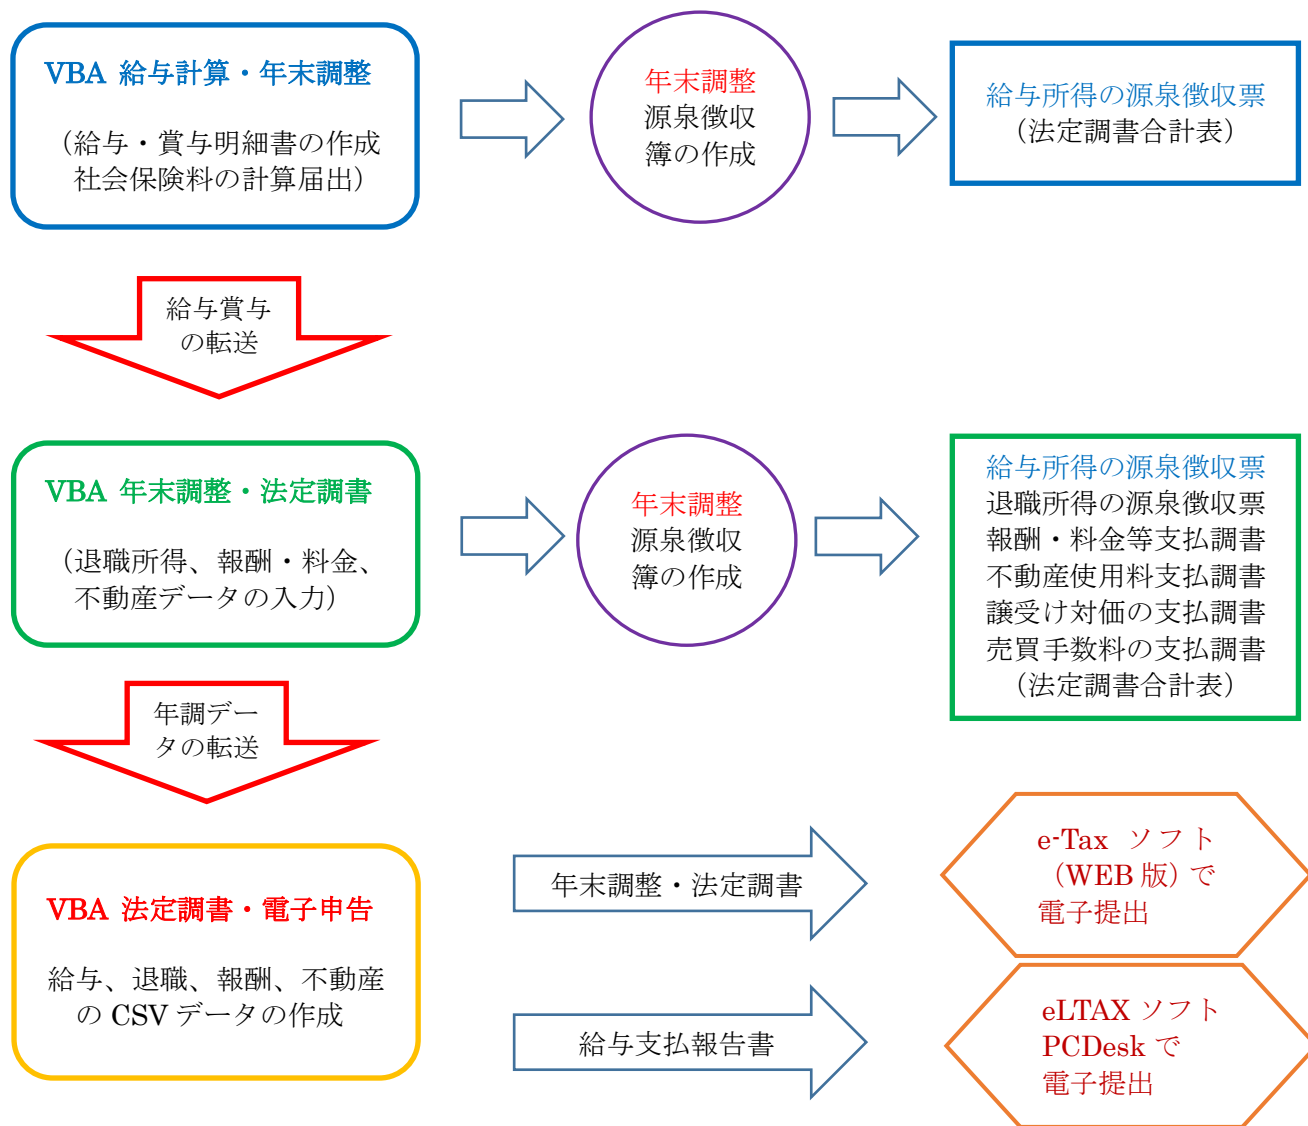 VBA 給与計算・年末調整
（給与・賞与明細書の作成
社会保険料の計算届出）
年末調整
源泉徴収
簿の作成
給与所得の源泉徴収票
（法定調書合計表）
給与賞与
の転送
VBA 年末調整・法定調書
（退職所得、報酬・料金、
不動産データの入力）
年末調整
源泉徴収
簿の作成
給与所得の源泉徴収票
退職所得の源泉徴収票
報酬・料金等支払調書
不動産使用料支払調書
譲受け対価の支払調書
売買手数料の支払調書
（法定調書合計表）
年調デー
タの転送
VBA 法定調書・電子申告
給与、退職、報酬、不動産
の CSV データの作成
年末調整・法定調書
e-Tax ソフト
（WEB 版）で
電子提出
給与支払報告書
eLTAX ソフト
PCDesk で
電子提出